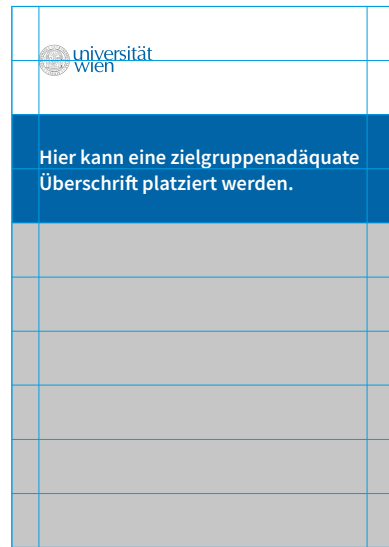 universität
wien
Hier kann eine zielgruppenadäquate
Überschrift platziert werden.